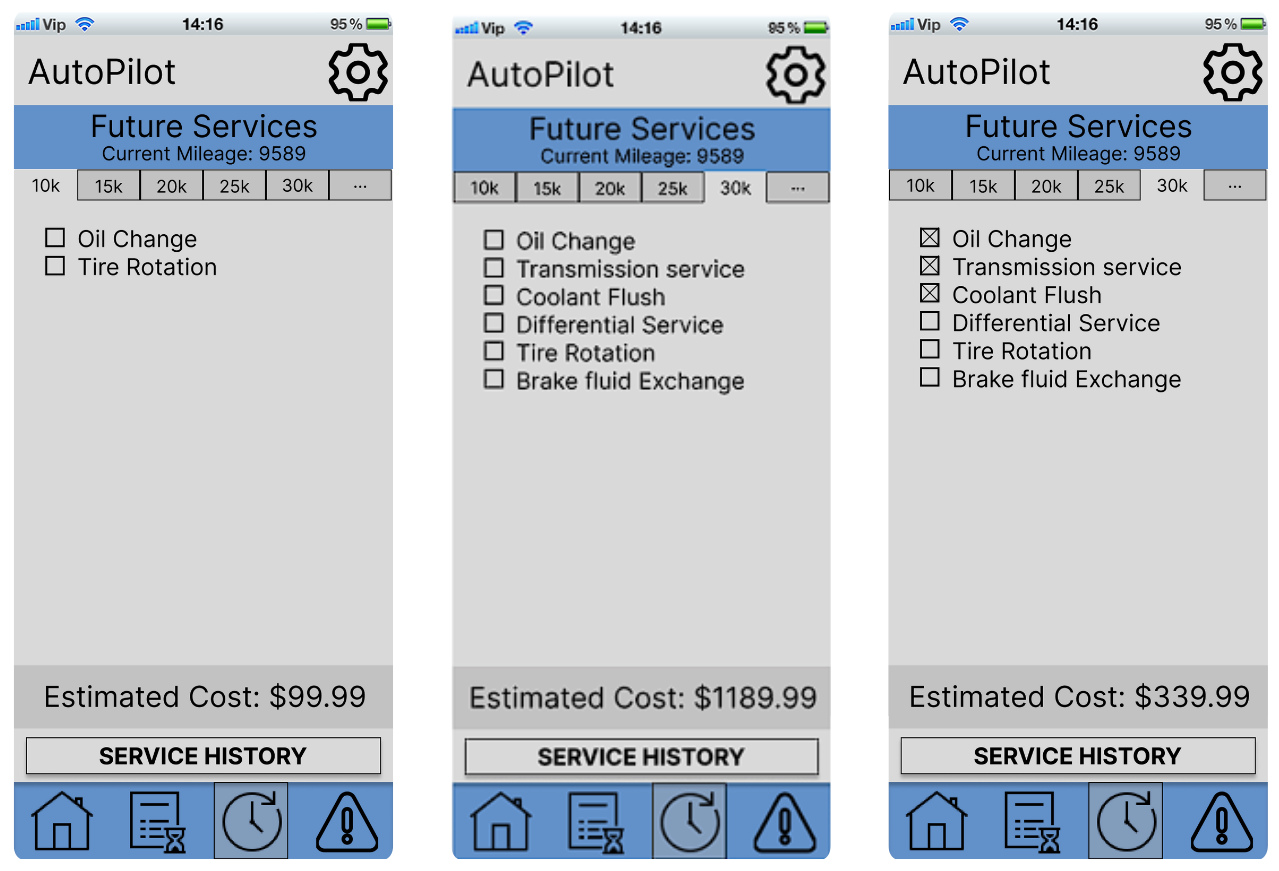 Vip 14:16 95%
AutoPilot
Future Services
Current Mileage: 9589
10k 15k 20k 25k 30k ...
Oil Change
Tire Rotation
Estimated Cost: $99.99
SERVICE HISTORY
Vip 14:16 95%
AutoPilot
Future Services
Current Mileage: 9589
10k 15k 20k 25k 30k ...
Oil Change
Transmission service
Coolant Flush
Differential Service
Tire Rotation
Brake fluid Exchange
Estimated Cost: $1189.99
SERVICE HISTORY
Vip 14:16 95%
AutoPilot
Future Services
Current Mileage: 9589
10k 15k 20k 25k 30k ...
Oil Change
Transmission service
Coolant Flush
Differential Service
Tire Rotation
Brake fluid Exchange
Estimated Cost: $339.99
SERVICE HISTORY